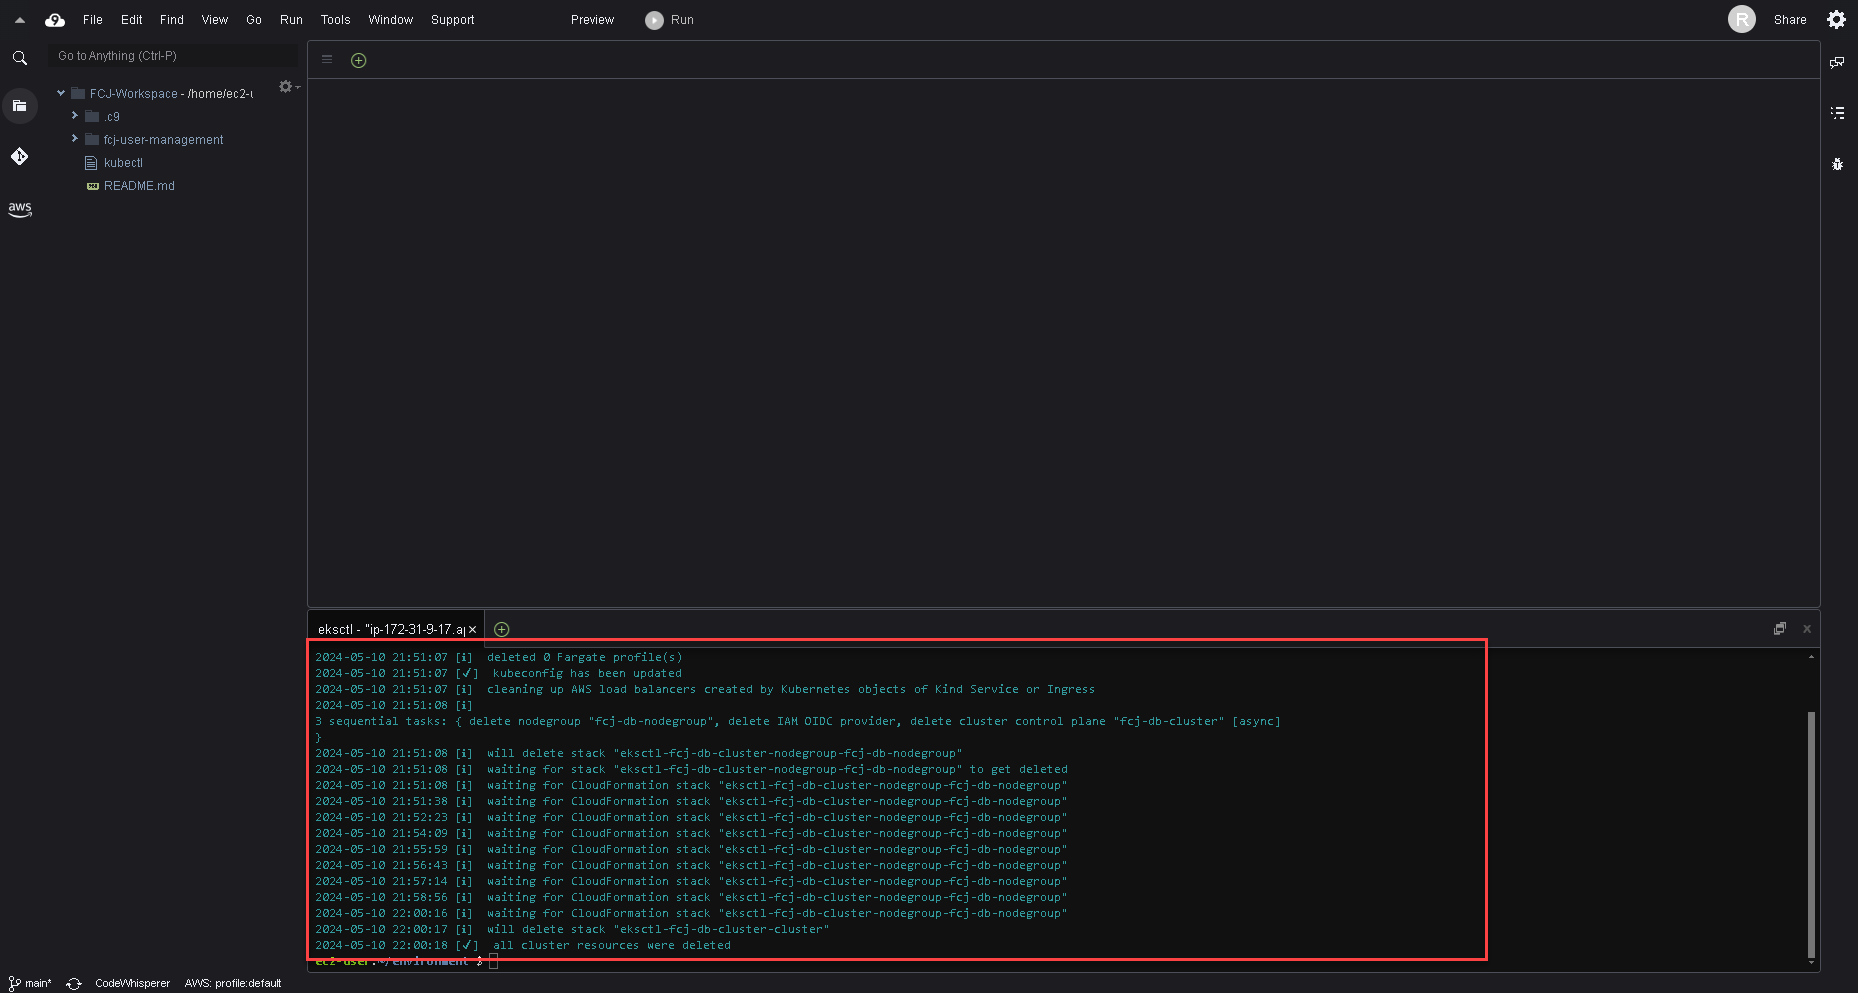 File Edit Find View Go Run Tools Window Support Preview Run R Share
Go to Anything (Ctrl-P)
FCJ-Workspace - /home/ec2-u
.c9
fcj-user-management
kubectl
README.md
aws
eksctl - "ip-172-31-9-17.ap
2024-05-10 21:51:07 [ℹ]  deleted 0 Fargate profile(s)
2024-05-10 21:51:07 [✔]  kubeconfig has been updated
2024-05-10 21:51:07 [ℹ]  cleaning up AWS load balancers created by Kubernetes objects of Kind Service or Ingress
2024-05-10 21:51:08 [ℹ]
3 sequential tasks: { delete nodegroup "fcj-db-nodegroup", delete IAM OIDC provider, delete cluster control plane "fcj-db-cluster" [async]
}
2024-05-10 21:51:08 [ℹ]  will delete stack "eksctl-fcj-db-cluster-nodegroup-fcj-db-nodegroup"
2024-05-10 21:51:08 [ℹ]  waiting for stack "eksctl-fcj-db-cluster-nodegroup-fcj-db-nodegroup" to get deleted
2024-05-10 21:51:08 [ℹ]  waiting for CloudFormation stack "eksctl-fcj-db-cluster-nodegroup-fcj-db-nodegroup"
2024-05-10 21:51:38 [ℹ]  waiting for CloudFormation stack "eksctl-fcj-db-cluster-nodegroup-fcj-db-nodegroup"
2024-05-10 21:52:23 [ℹ]  waiting for CloudFormation stack "eksctl-fcj-db-cluster-nodegroup-fcj-db-nodegroup"
2024-05-10 21:54:09 [ℹ]  waiting for CloudFormation stack "eksctl-fcj-db-cluster-nodegroup-fcj-db-nodegroup"
2024-05-10 21:55:59 [ℹ]  waiting for CloudFormation stack "eksctl-fcj-db-cluster-nodegroup-fcj-db-nodegroup"
2024-05-10 21:56:43 [ℹ]  waiting for CloudFormation stack "eksctl-fcj-db-cluster-nodegroup-fcj-db-nodegroup"
2024-05-10 21:57:14 [ℹ]  waiting for CloudFormation stack "eksctl-fcj-db-cluster-nodegroup-fcj-db-nodegroup"
2024-05-10 21:58:56 [ℹ]  waiting for CloudFormation stack "eksctl-fcj-db-cluster-nodegroup-fcj-db-nodegroup"
2024-05-10 22:00:16 [ℹ]  waiting for CloudFormation stack "eksctl-fcj-db-cluster-nodegroup-fcj-db-nodegroup"
2024-05-10 22:00:17 [ℹ]  will delete stack "eksctl-fcj-db-cluster-cluster"
2024-05-10 22:00:18 [✔]  all cluster resources were deleted
ec2-user:~/environment $
main* CodeWhisperer AWS: profile:default